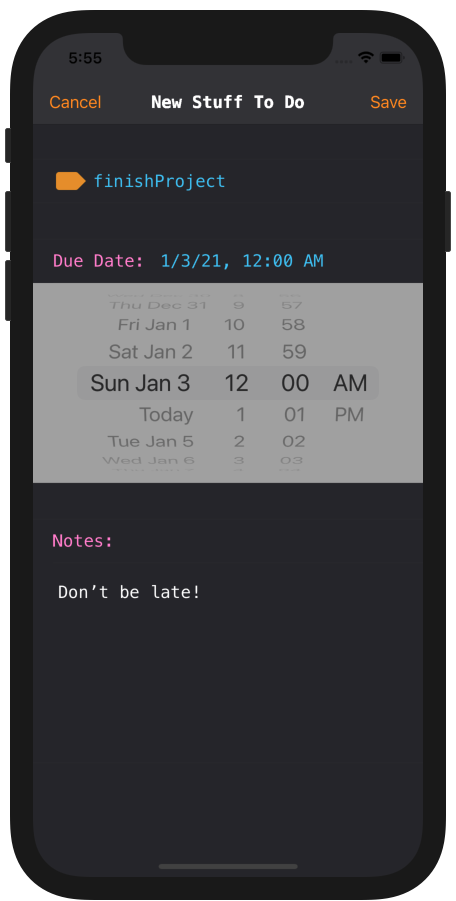 5:55
Cancel New Stuff To Do Save
finishProject
Due Date: 1/3/21, 12:00 AM
Thu Dec 31 9 57
Fri Jan 1 10 58
Sat Jan 2 11 59
Sun Jan 3 12 00 AM
Today 1 01 PM
Tue Jan 5 2 02
Wed Jan 6 3 03
Notes:
Don’t be late!